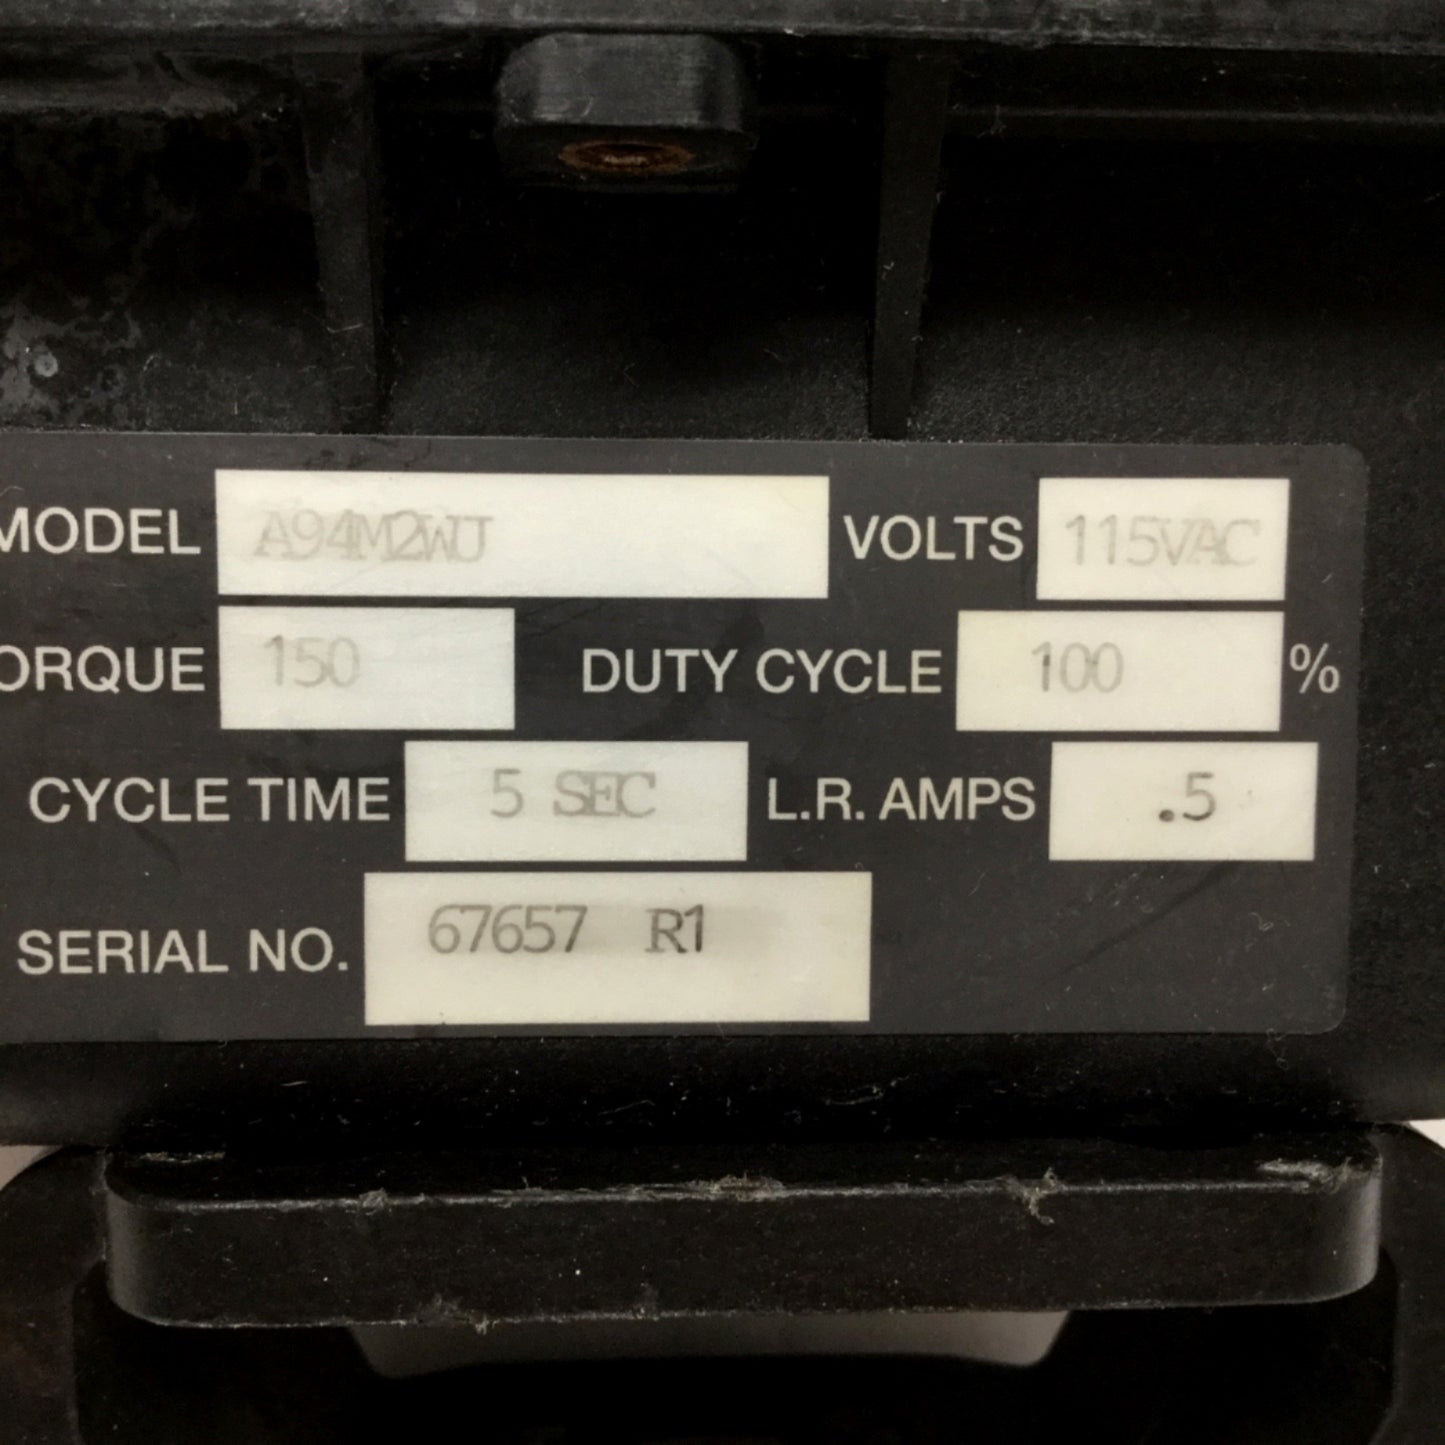 MODEL A94M2WJ VOLTS 115VAC
ORQUE 150 DUTY CYCLE 100 %
CYCLE TIME 5 SEC L.R. AMPS .5
SERIAL NO. 67657 R1